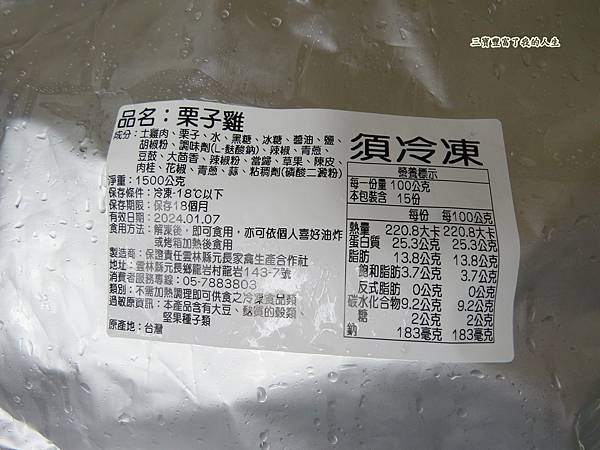 三寶豐富了我的人生
品名：栗子雞
成分：土雞肉、栗子、水、黑糖、冰糖、醬油、鹽、
胡椒粉、調味劑(L-麩酸鈉)、辣椒、青蔥、
豆鼓、大茴香、辣椒粉、當歸、草果、陳皮、
肉桂、花椒、青蔥、蒜、粘稠劑(磷酸二澱粉)
淨重：1500公克
保存條件：冷凍-18℃以下
保存期限：保存18個月
有效日期：2024.01.07
食用方法：解凍後，即可食用，亦可依個人喜好油炸
或烤箱加熱後食用
製造商：保證責任雲林縣元長家禽生產合作社
地址：雲林縣元長鄉龍岩村龍岩143-7號
消費者服務專線：05-7883803
類別：不需加熱調理即可供食之冷凍食品類
過敏原資訊：本產品含有大豆、麩質的穀類、
堅果種子類
原產地：台灣
須冷凍
營養標示
每一份量 100公克
本包裝含 15份
每份 每100公克
熱量 220.8大卡 220.8大卡
蛋白質 25.3公克 25.3公克
脂肪 13.8公克 13.8公克
飽和脂肪 3.7公克 3.7公克
反式脂肪 0公克 0公克
碳水化合物 9.2公克 9.2公克
糖 2公克 2公克
鈉 183毫克 183毫克